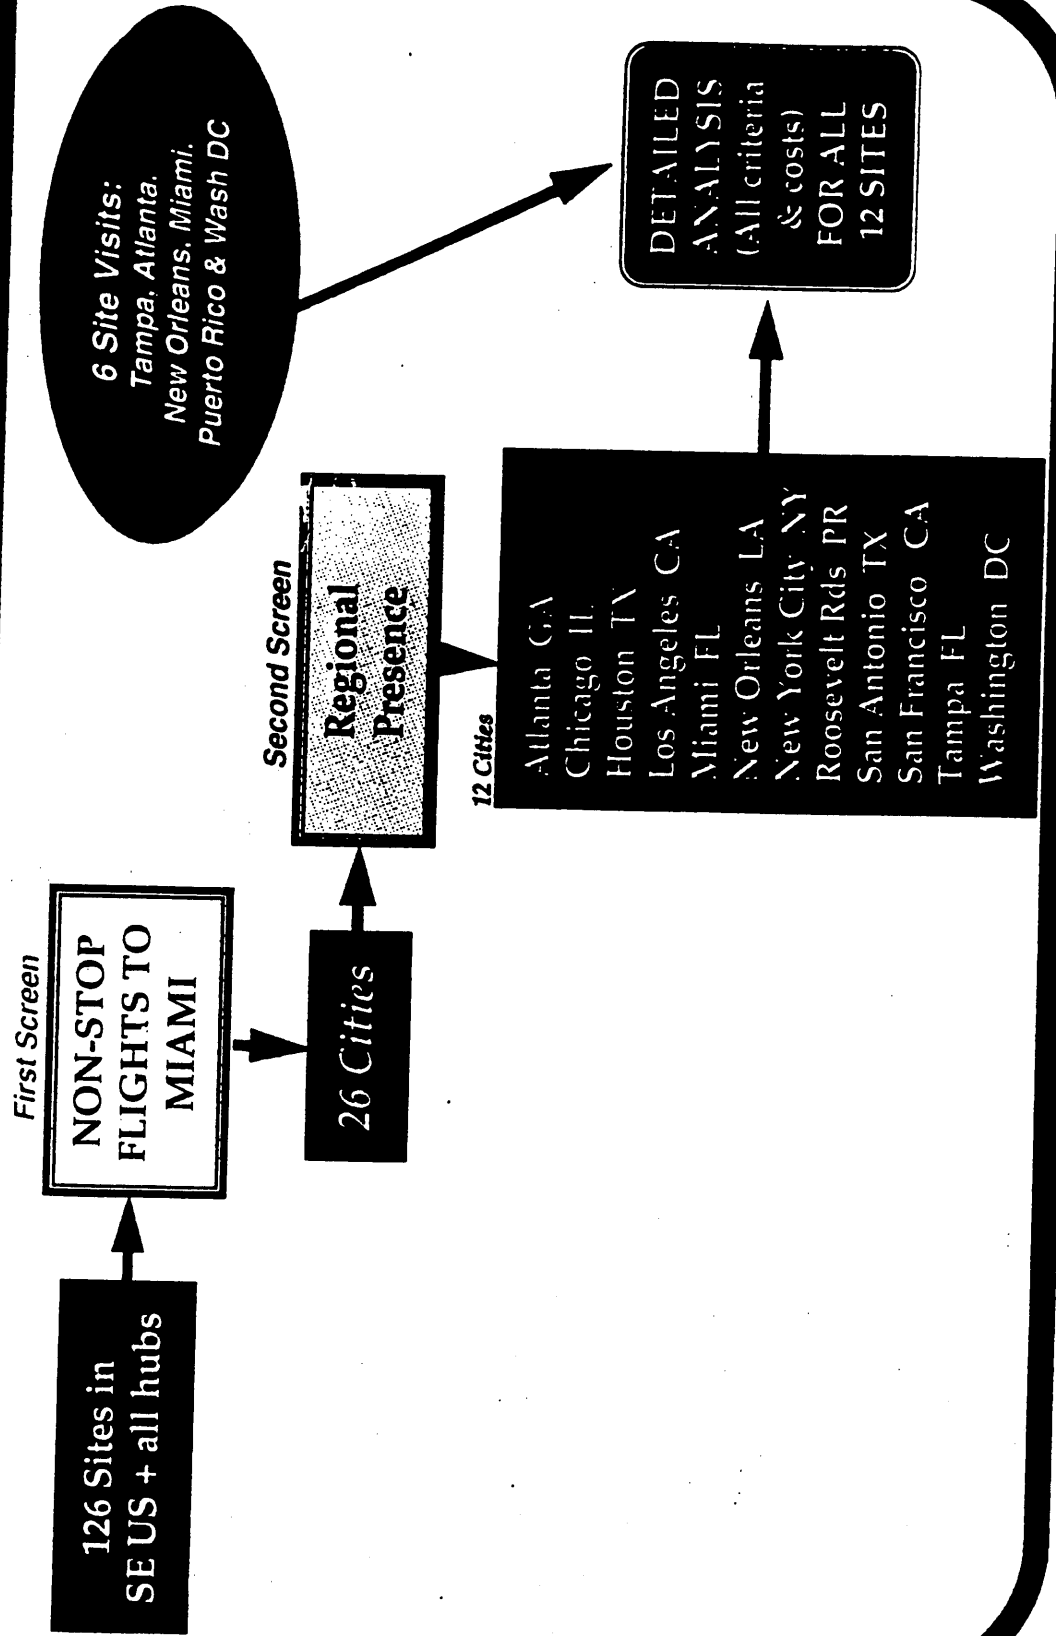 126 Sites in
SE US + all hubs
First Screen
NON-STOP
FLIGHTS TO
MIAMI
26 Cities
Second Screen
Regional
Presence
12 Cities
Atlanta GA
Chicago IL
Houston TX
Los Angeles CA
Miami FL
New Orleans LA
New York City NY
Roosevelt Rds PR
San Antonio TX
San Francisco CA
Tampa FL
Washington DC
6 Site Visits:
Tampa, Atlanta,
New Orleans, Miami,
Puerto Rico & Wash DC
DETAILED
ANALYSIS
(All criteria
& costs)
FOR ALL
12 SITES